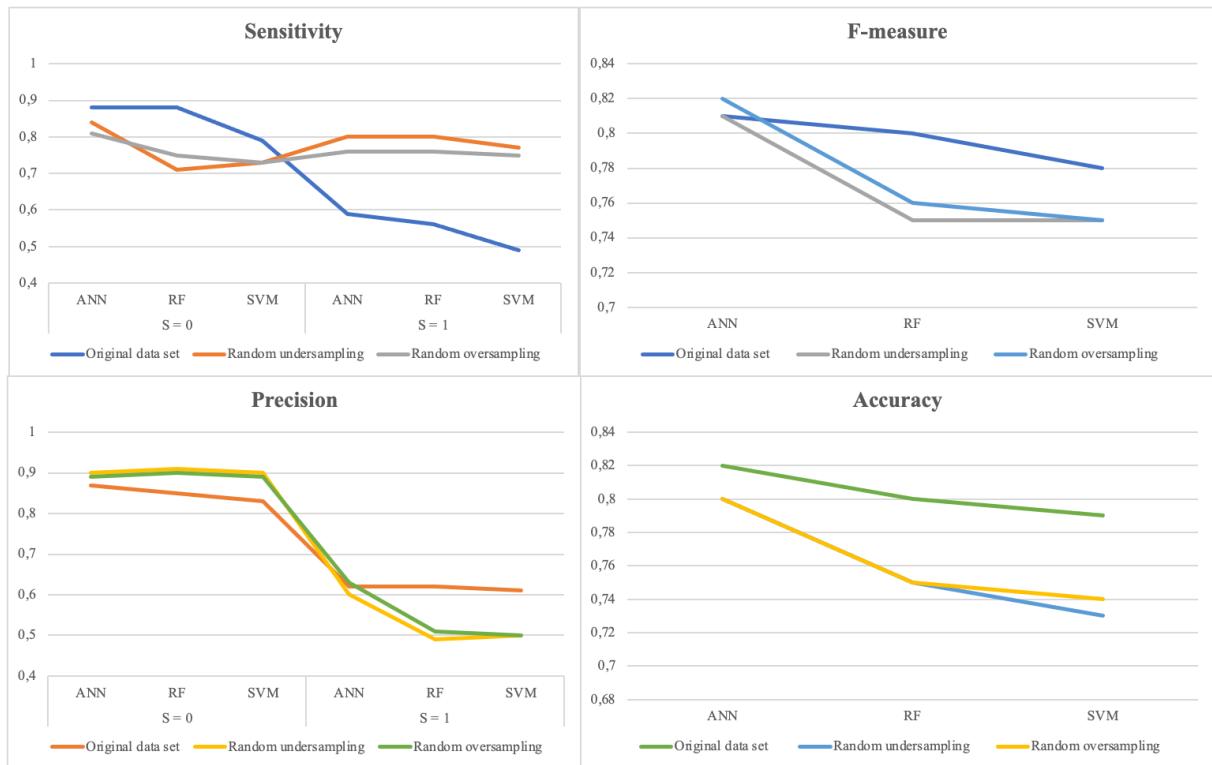 Sensitivity
1
0,9
0,8
0,7
0,6
0,5
0,4
ANN RF SVM ANN RF SVM
S = 0 S = 1
Original data set Random undersampling Random oversampling
F-measure
0,84
0,82
0,8
0,78
0,76
0,74
0,72
0,7
ANN RF SVM
Original data set Random undersampling Random oversampling
Precision
1
0,9
0,8
0,7
0,6
0,5
0,4
ANN RF SVM ANN RF SVM
S = 0 S = 1
Original data set Random undersampling Random oversampling
Accuracy
0,84
0,82
0,8
0,78
0,76
0,74
0,72
0,7
0,68
ANN RF SVM
Original data set Random undersampling Random oversampling